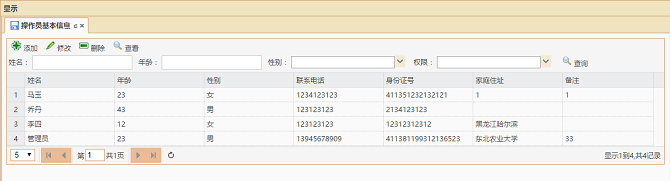 显示
操作员基本信息
添加 修改 删除 查看
姓名： 年龄： 性别： 权限： 查询
姓名 年龄 性别 联系电话 身份证号 家庭住址 备注
1 马王 23 女 1234123123 411351232132121 1 1
2 乔丹 43 男 123123123 2134123123
3 李四 12 女 123123123 12312312312 黑龙江哈尔滨
4 管理员 23 男 13945678909 411381199312136523 东北农业大学 33
5 第1 共1页 显示1到4,共4记录